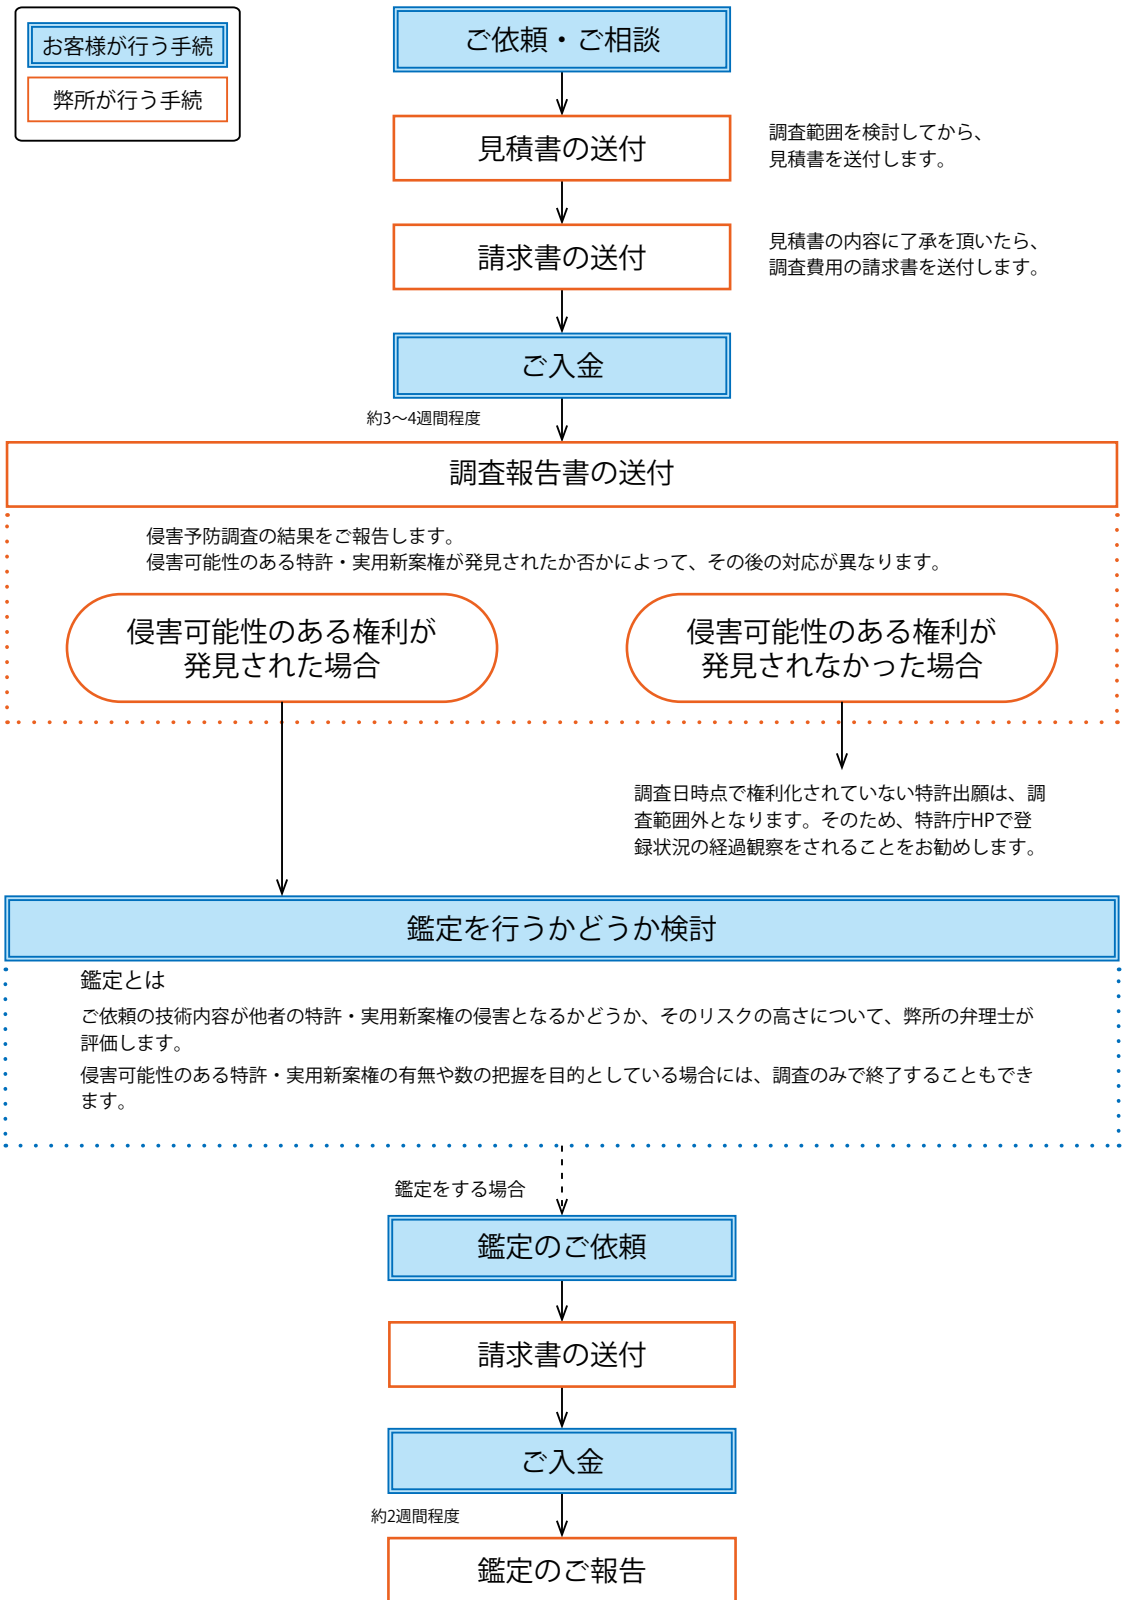 お客様が行う手続
弊所が行う手続
ご依頼・ご相談
見積書の送付
調査範囲を検討してから、
見積書を送付します。
請求書の送付
見積書の内容に了承を頂いたら、
調査費用の請求書を送付します。
ご入金
約3～4週間程度
調査報告書の送付
侵害予防調査の結果をご報告します。
侵害可能性のある特許・実用新案権が発見されたか否かによって、その後の対応が異なります。
侵害可能性のある権利が
発見された場合
侵害可能性のある権利が
発見されなかった場合
調査日時点で権利化されていない特許出願は、調
査範囲外となります。そのため、特許庁HPで登
録状況の経過観察をされることをお勧めします。
鑑定を行うかどうか検討
鑑定とは
ご依頼の技術内容が他者の特許・実用新案権の侵害となるかどうか、そのリスクの高さについて、弊所の弁理士が
評価します。
侵害可能性のある特許・実用新案権の有無や数の把握を目的としている場合には、調査のみで終了することもでき
ます。
鑑定をする場合
鑑定のご依頼
請求書の送付
ご入金
約2週間程度
鑑定のご報告